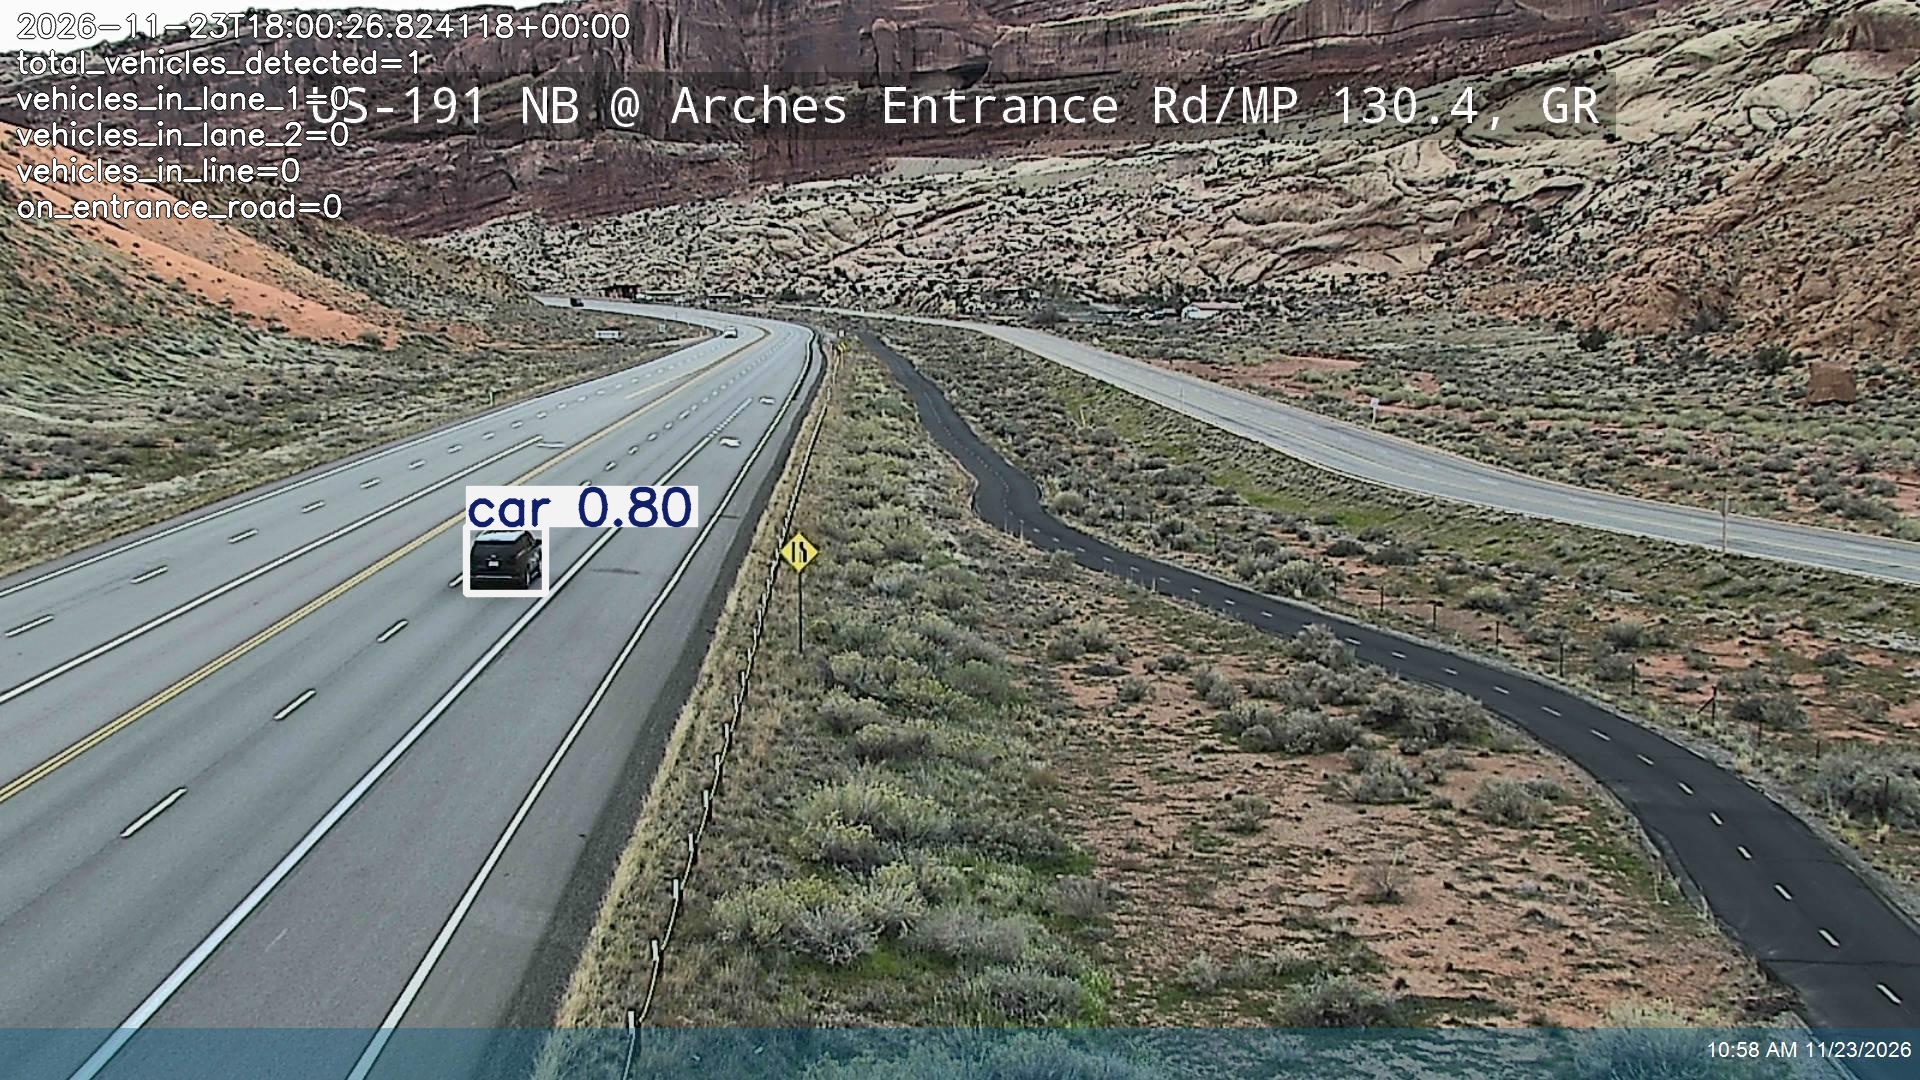 2026-11-23T18:00:26.824118+00:00
total_vehicles_detected=1
vehicles_in_lane_1=0
US-191 NB @ Arches Entrance Rd/MP 130.4, GR
vehicles_in_lane_2=0
vehicles_in_line=0
on_entrance_road=0
car 0.80
10:58 AM 11/23/2026